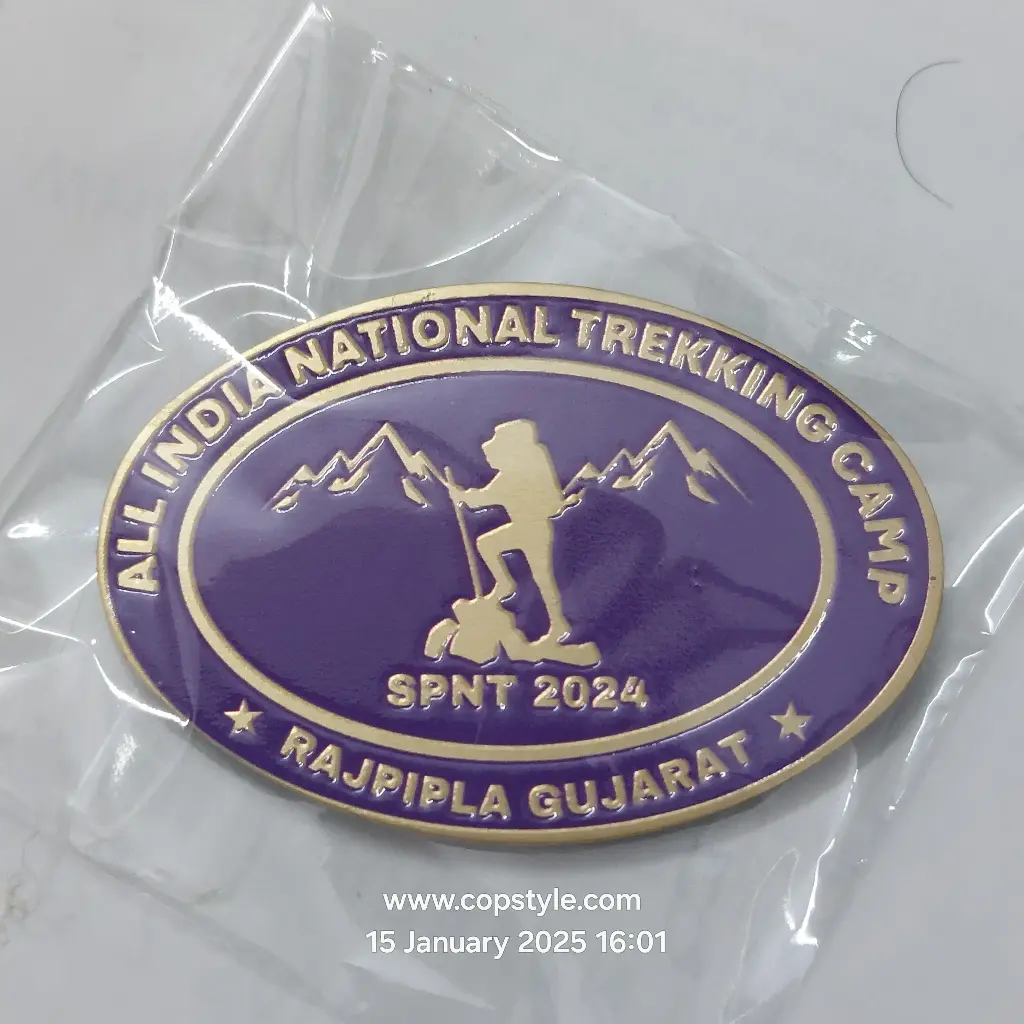 ALL INDIA NATIONAL TREKKING CAMP
SPNT 2024
RAJPIPLA GUJARAT
www.copstyle.com
15 January 2025 16:01